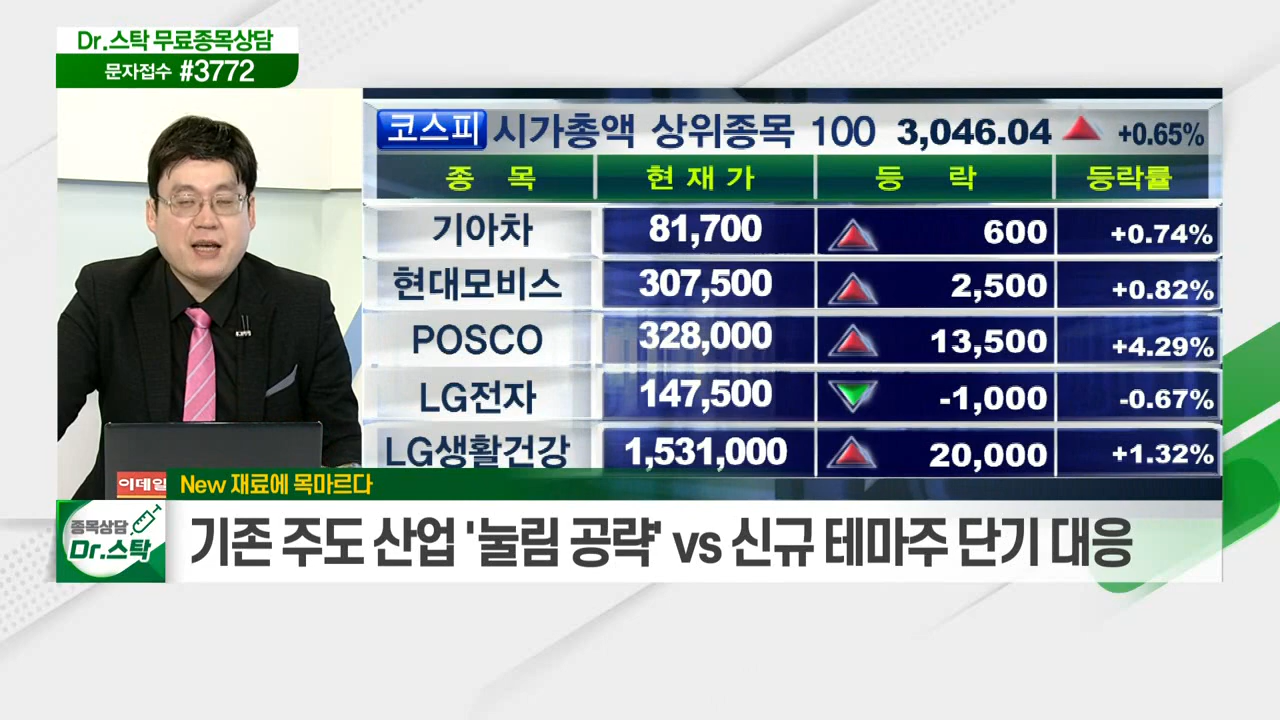 Dr.스탁 무료종목상담
문자접수 #3772
코스피 시가총액 상위종목 100 3,046.04 +0.65%
종 목 현 재 가 등 락 등락률
기아차 81,700 600 +0.74%
현대모비스 307,500 2,500 +0.82%
POSCO 328,000 13,500 +4.29%
LG전자 147,500 -1,000 -0.67%
LG생활건강 1,531,000 20,000 +1.32%
이데일
New 재료에 목마르다
종목상담
Dr.스탁
기존 주도 산업 '눌림 공략' vs 신규 테마주 단기 대응